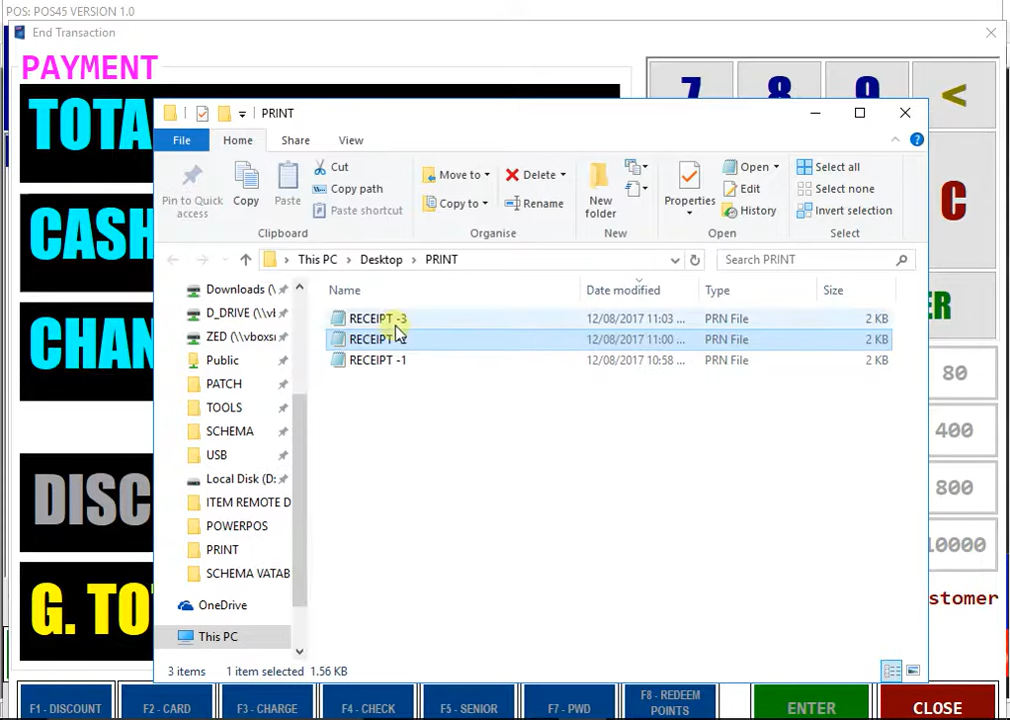 POS: POS45 VERSION 1.0
End Transaction
PAYMENT
7 8 9 <
TOTA
PRINT
File Home Share View
Pin to Quick access
Copy
Paste
Cut
Copy path
Paste shortcut
Move to
Copy to
Delete
Rename
New folder
Properties
Open
Edit
History
Select all
Select none
Invert selection
C
Clipboard Organise New Open Select
CASH
This PC Desktop PRINT
Search PRINT
Name Date modified Type Size
ER
Downloads (\
D_DRIVE (\\vl
ZED (\\vboxsi
Public
PATCH
TOOLS
SCHEMA
USB
Local Disk (D:
ITEM REMOTE D
POWERPOS
PRINT
SCHEMA VATAB
OneDrive
This PC
RECEIPT -3 12/08/2017 11:03 ... PRN File 2 KB
RECEIPT -2 12/08/2017 11:00 ... PRN File 2 KB
RECEIPT -1 12/08/2017 10:58 ... PRN File 2 KB
CHAN
80
400
800
10000
DISC
G. TO
stomer
3 items 1 item selected 1.56 KB
F1 - DISCOUNT
F2 - CARD
F3 - CHARGE
F4 - CHECK
F5 - SENIOR
F7 - PWD
F8 - REDEEM POINTS
ENTER
CLOSE